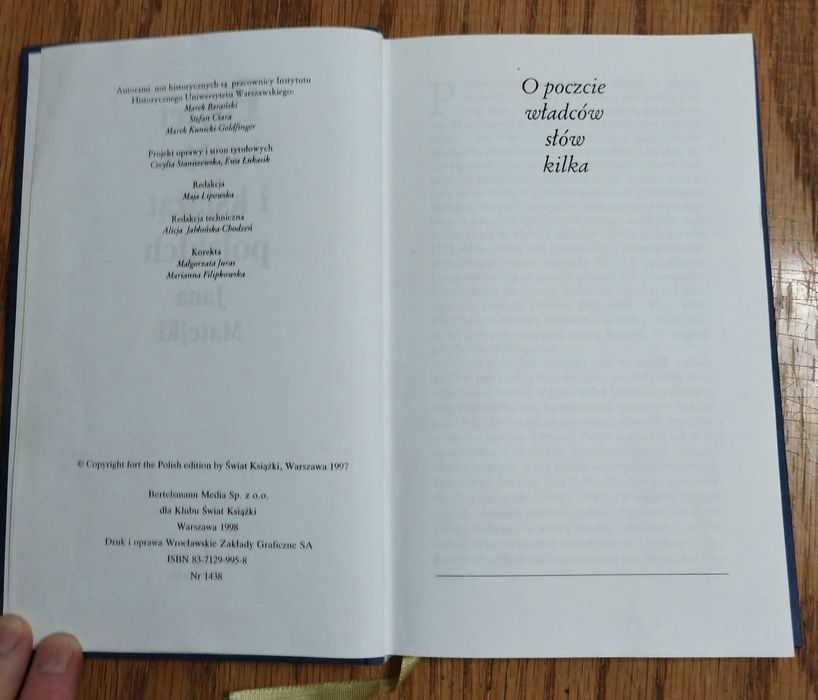 Autorami not historycznych są pracownicy Instytutu
Historycznego Uniwersytetu Warszawskiego:
Marek Barański
Stefan Ciara
Marek Kunicki-Goldfinger
Projekt oprawy i stron tytułowych
Cecylia Staniszewska, Ewa Łukasik
Redakcja
Maja Lipowska
Redakcja techniczna
Alicja Jabłońska-Chodzeń
Korekta
Małgorzata Juras
Marianna Filipkowska
© Copyright fort the Polish edition by Świat Książki, Warszawa 1997
Bertelsmann Media Sp. z o.o.
dla Klubu Świat Książki
Warszawa 1998
Druk i oprawa Wrocławskie Zakłady Graficzne SA
ISBN 83-7129-995-8
Nr 1438
O poczcie
władców
słów
kilka